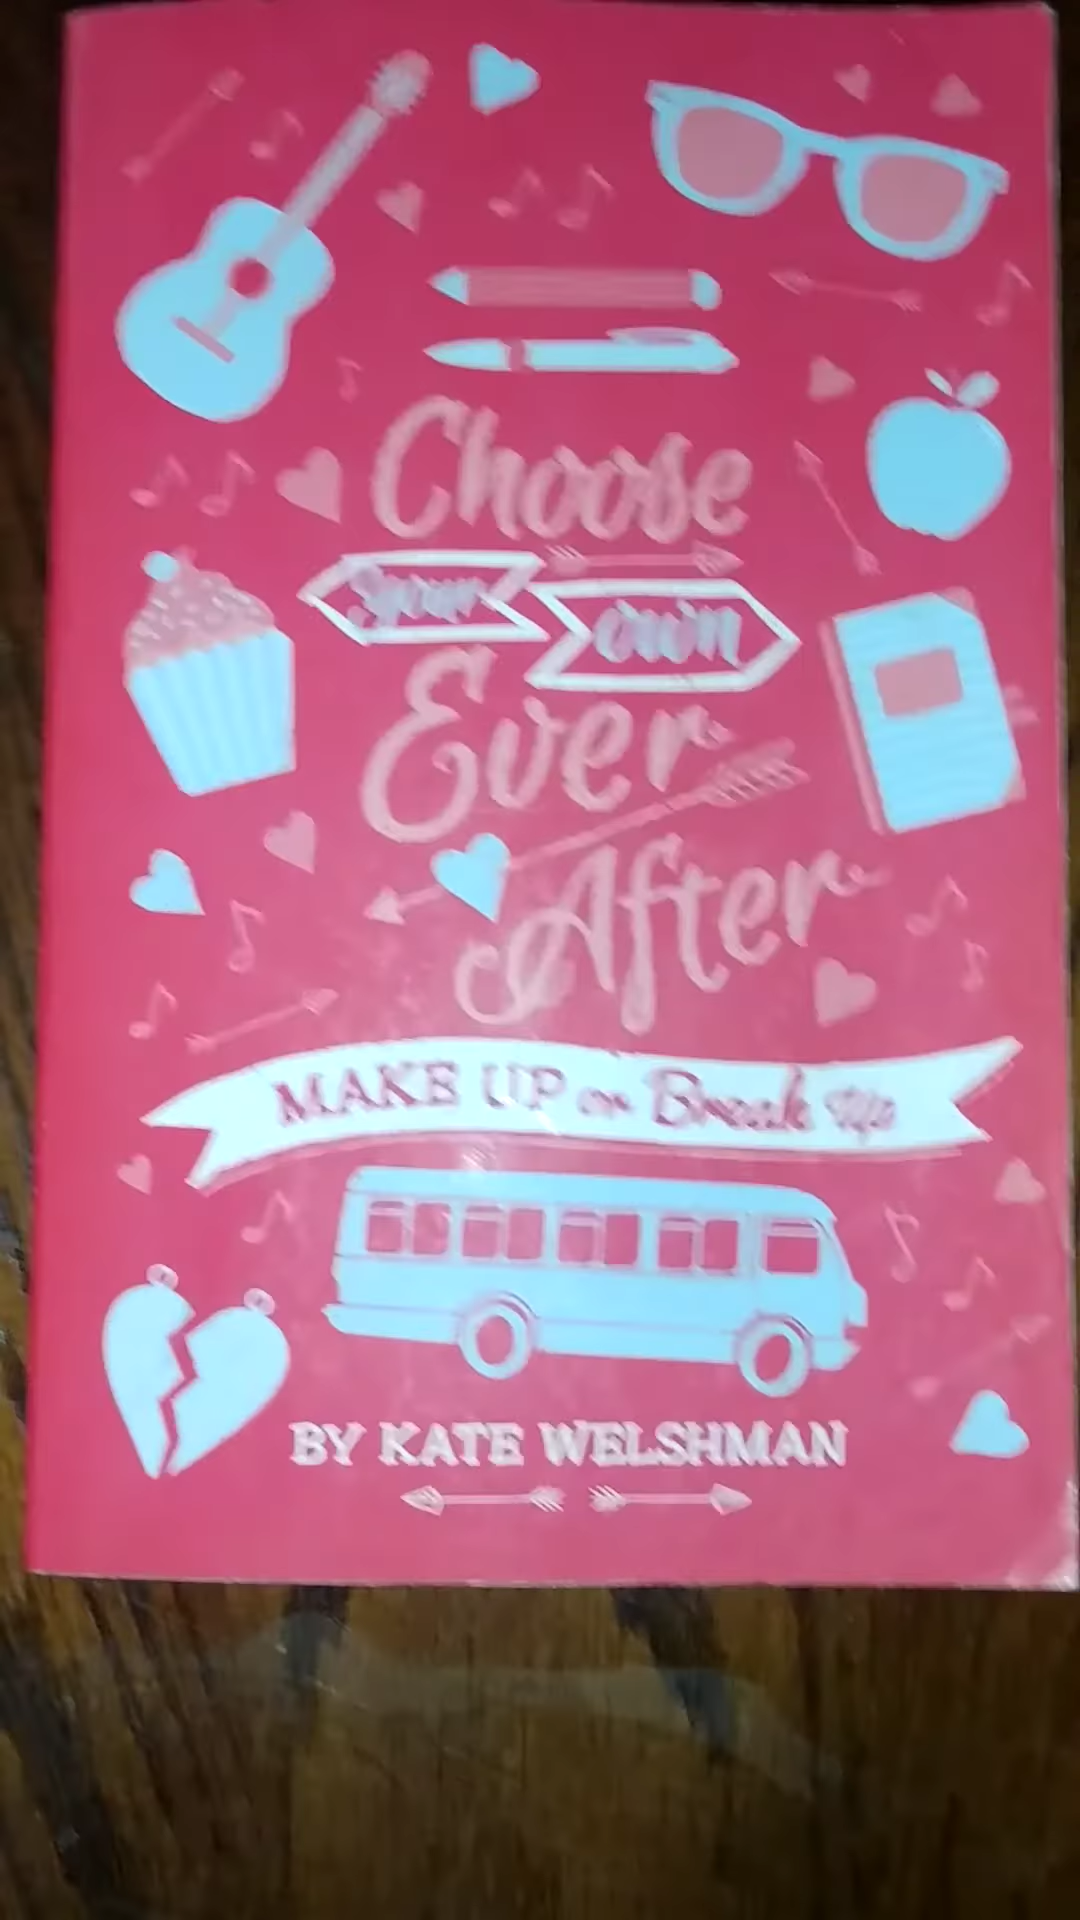 Choose
your own
Ever
After
MAKE UP or Break Up
BY KATE WELSHMAN